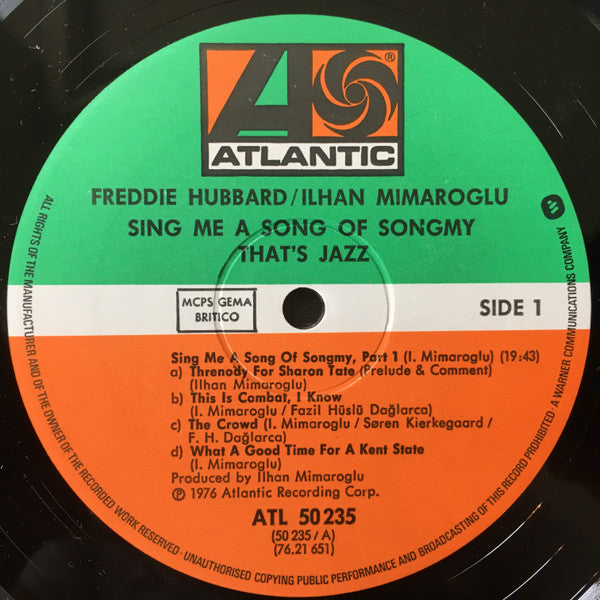 ®
ATLANTIC
FREDDIE HUBBARD/ILHAN MIMAROGLU
SING ME A SONG OF SONGMY
THAT'S JAZZ
MCPS GEMA
BRITICO
SIDE 1
Sing Me A Song Of Songmy, Part 1 (I. Mimaroglu) (19:43)
a) Threnody For Sharon Tate (Prelude & Comment)
(Ilhan Mimaroglu)
b) This Is Combat, I Know
(I. Mimaroglu / Fazil Hüslü Dağlarca)
c) The Crowd (I. Mimaroglu / Søren Kierkegaard /
F. H. Dağlarca)
d) What A Good Time For A Kent State
(I. Mimaroglu)
Produced by Ilhan Mimaroglu
Ⓟ 1976 Atlantic Recording Corp.
ATL 50 235
(50 235 / A)
(76.21 651)
ALL RIGHTS OF THE MANUFACTURER AND OF THE OWNER OF THE RECORDED WORK RESERVED · UNAUTHORISED COPYING PUBLIC PERFORMANCE AND BROADCASTING OF THIS RECORD PROHIBITED · A WARNER COMMUNICATIONS COMPANY